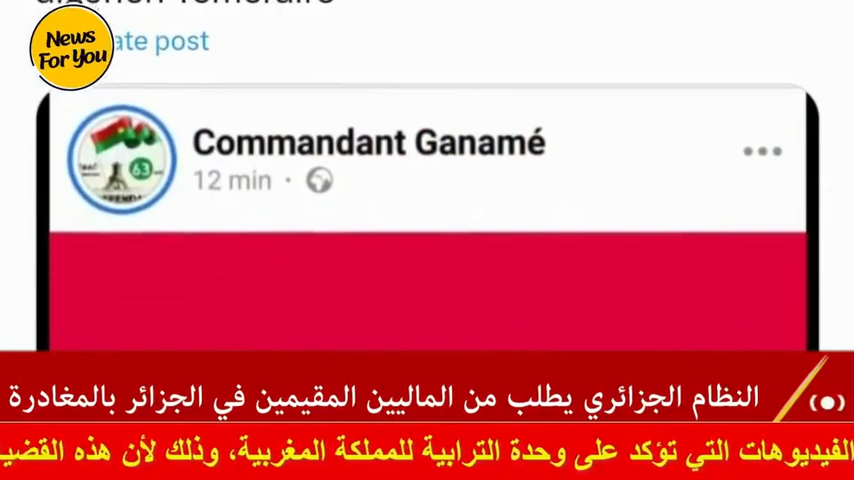 News
For You
ate post
Commandant Ganamé
12 min ·
63
النظام الجزائري يطلب من الماليين المقيمين في الجزائر بالمغادرة
الفيديوهات التي تؤكد على وحدة الترابية للمملكة المغربية، وذلك لأن هذه القضي